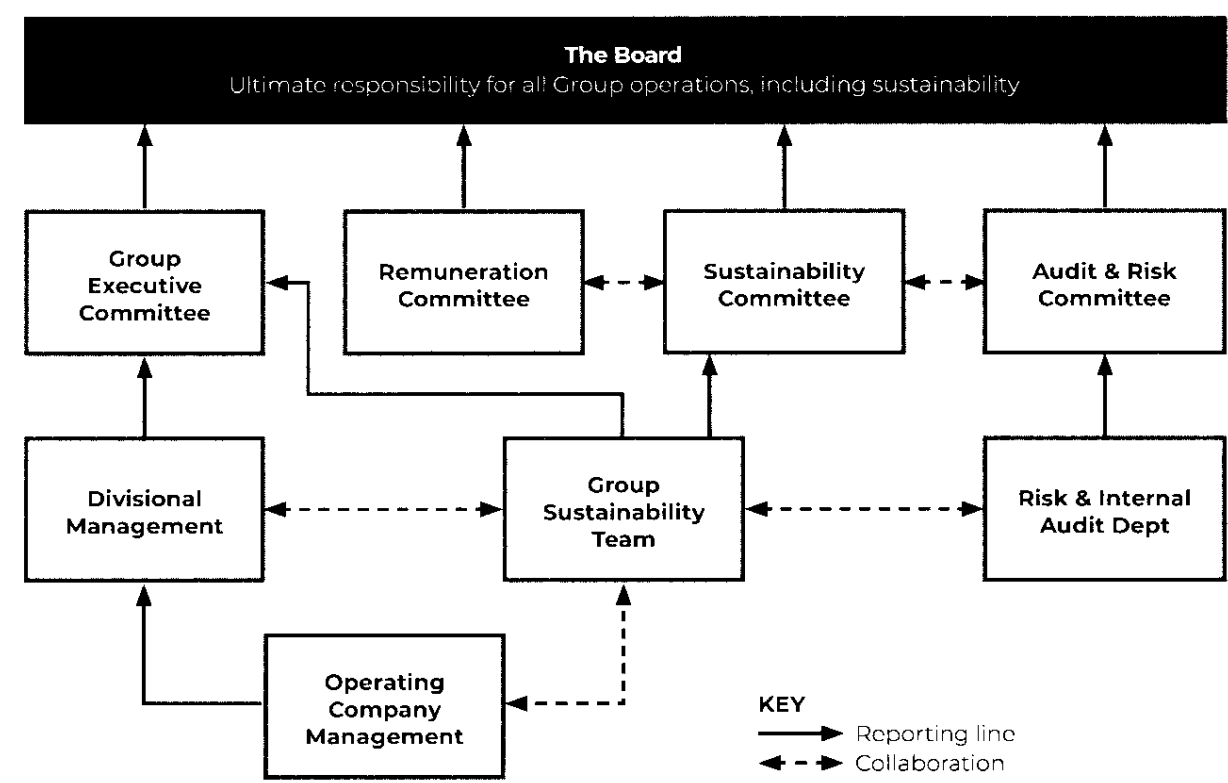 The Board
Ultimate responsibility for all Group operations, including sustainability
Group
Executive
Committee
Remuneration
Committee
Sustainability
Committee
Audit & Risk
Committee
Divisional
Management
Group
Sustainability
Team
Risk & Internal
Audit Dept
Operating
Company
Management
KEY
Reporting line
Collaboration